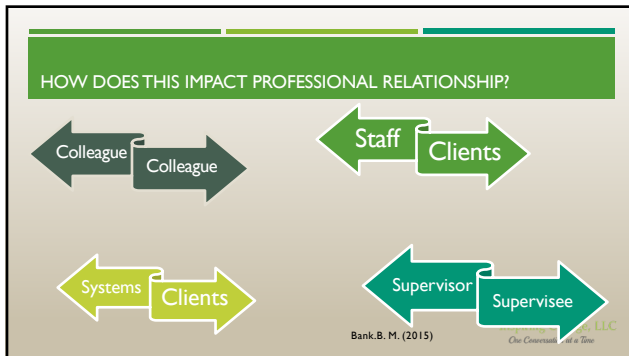 HOW DOES THIS IMPACT PROFESSIONAL RELATIONSHIP?
Colleague
Colleague
Staff
Clients
Systems
Clients
Supervisor
Supervisee
Bank.B. M. (2015)
LLC
One Conversation at a Time